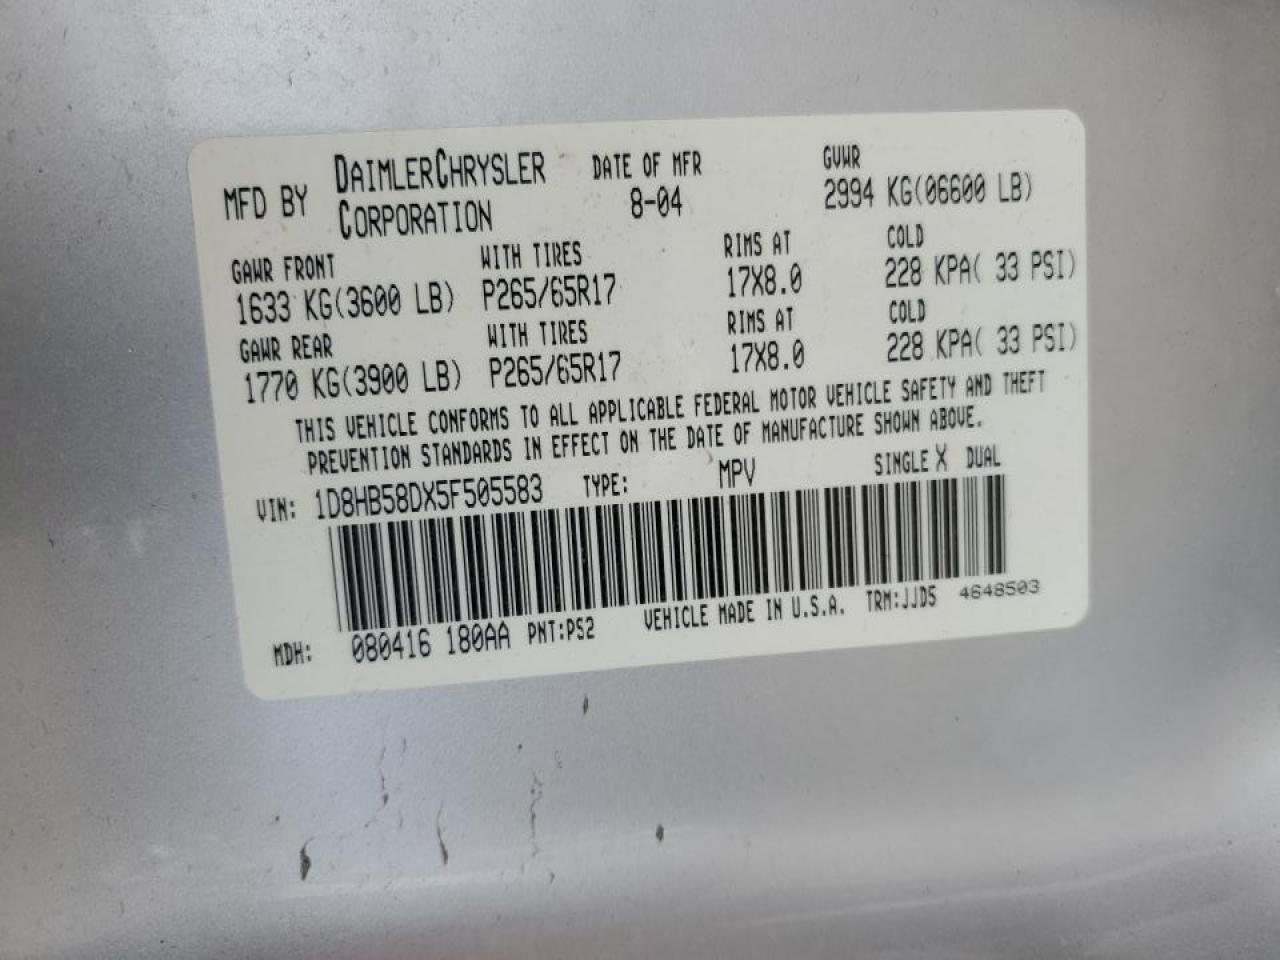 MFD BY DAIMLERCHRYSLER CORPORATION DATE OF MFR 8-04 GVWR 2994 KG(06600 LB)
GAWR FRONT WITH TIRES RIMS AT COLD
1633 KG(3600 LB) P265/65R17 17X8.0 228 KPA( 33 PSI)
GAWR REAR WITH TIRES RIMS AT COLD
1770 KG(3900 LB) P265/65R17 17X8.0 228 KPA( 33 PSI)
THIS VEHICLE CONFORMS TO ALL APPLICABLE FEDERAL MOTOR VEHICLE SAFETY AND THEFT
PREVENTION STANDARDS IN EFFECT ON THE DATE OF MANUFACTURE SHOWN ABOVE.
VIN: 1D8HB58DX5F505583 TYPE: MPV SINGLE X DUAL
MDH: 080416 180AA PNT:PS2 VEHICLE MADE IN U.S.A. TRM:JJD5 4648503